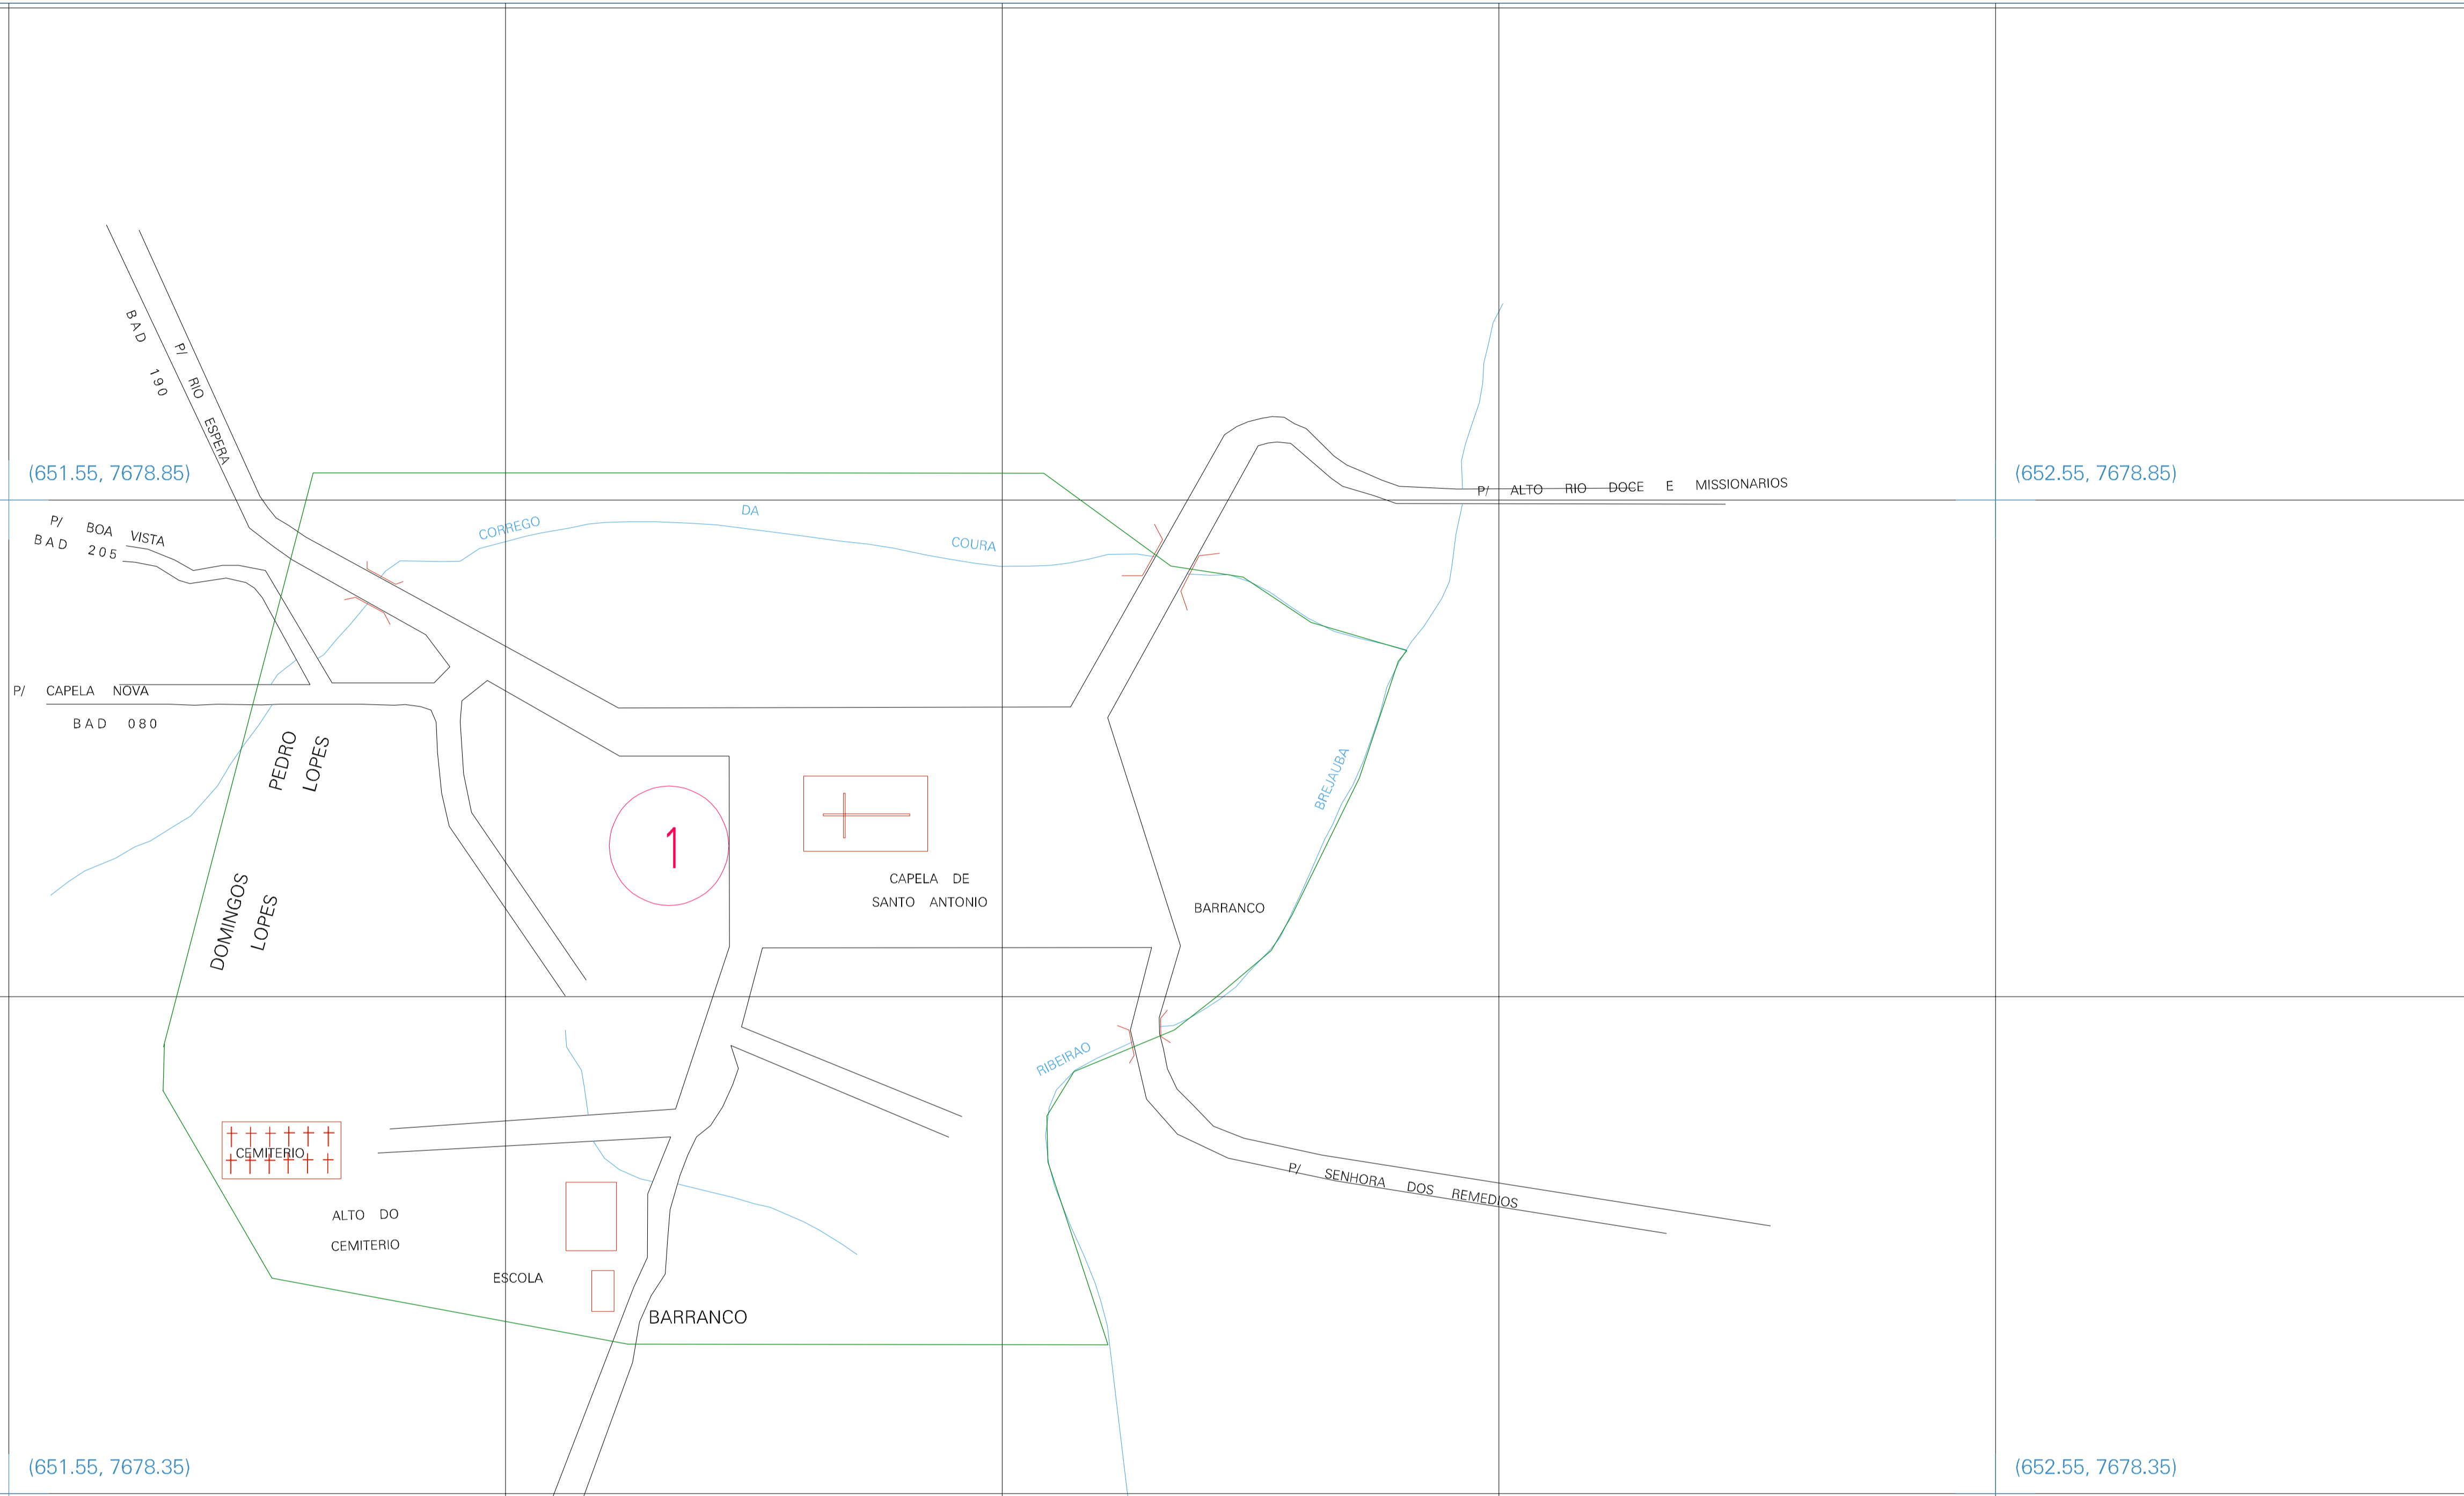 BAD 190
P/ RIO ESPERA
(651.55, 7678.85)
(652.55, 7678.85)
P/ ALTO RIO DOCE E MISSIONARIOS
P/ BOA VISTA
BAD 205
CORREGO DA COURA
P/ CAPELA NOVA
BAD 080
PEDRO
LOPES
BREJAUBA
1
CAPELA DE
SANTO ANTONIO
BARRANCO
DOMINGOS
LOPES
RIBEIRAO
CEMITERIO
P/ SENHORA DOS REMEDIOS
ALTO DO
CEMITERIO
ESCOLA
BARRANCO
(651.55, 7678.35)
(652.55, 7678.35)